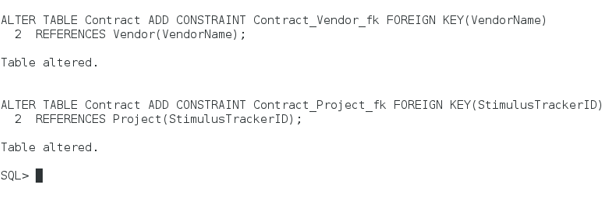 ALTER TABLE Contract ADD CONSTRAINT Contract_Vendor_fk FOREIGN KEY(VendorName)
  2  REFERENCES Vendor(VendorName);
Table altered.
ALTER TABLE Contract ADD CONSTRAINT Contract_Project_fk FOREIGN KEY(StimulusTrackerID)
  2  REFERENCES Project(StimulusTrackerID);
Table altered.
SQL>